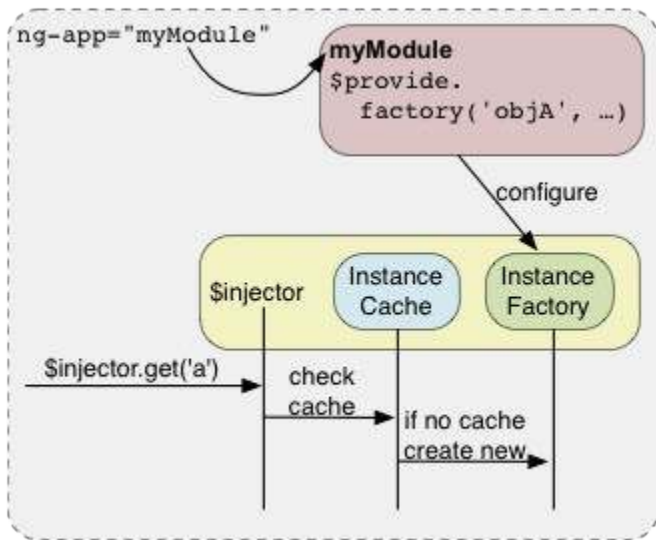 ng-app="myModule"
myModule
$provide.
factory('objA', …)
configure
$injector
Instance
Cache
Instance
Factory
$injector.get('a')
check
cache
if no cache
create new